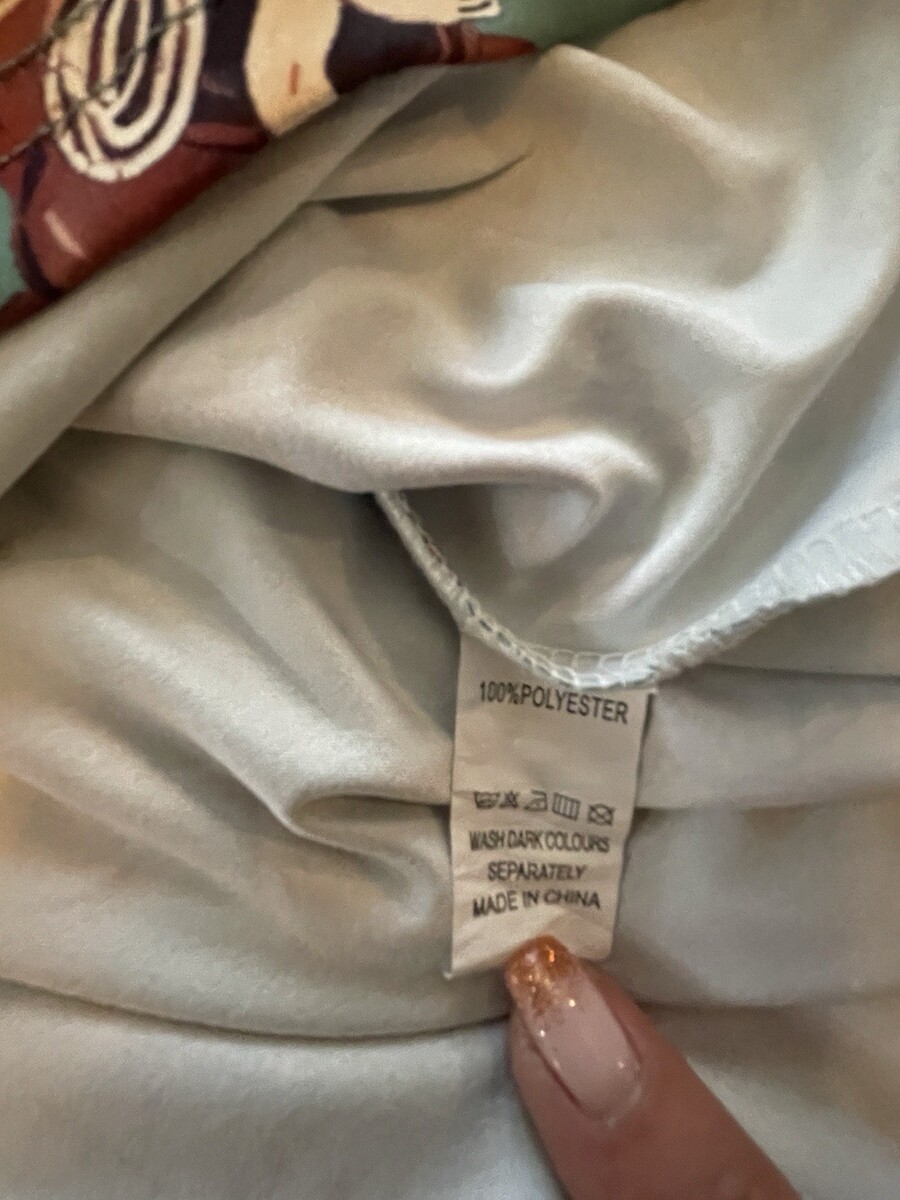 100%POLYESTER
WASH DARK COLOURS
SEPARATELY
MADE IN CHINA